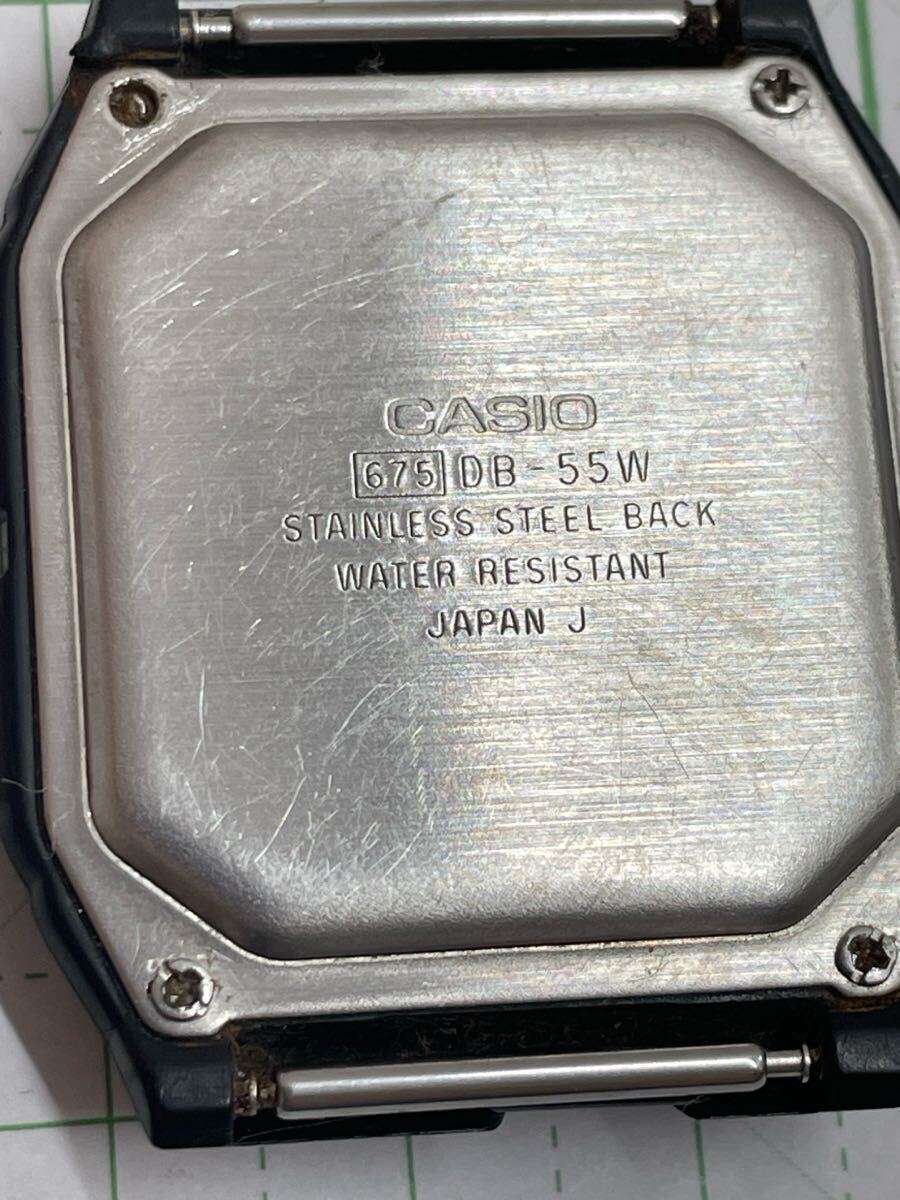 CASIO
675 DB-55W
STAINLESS STEEL BACK
WATER RESISTANT
JAPAN J